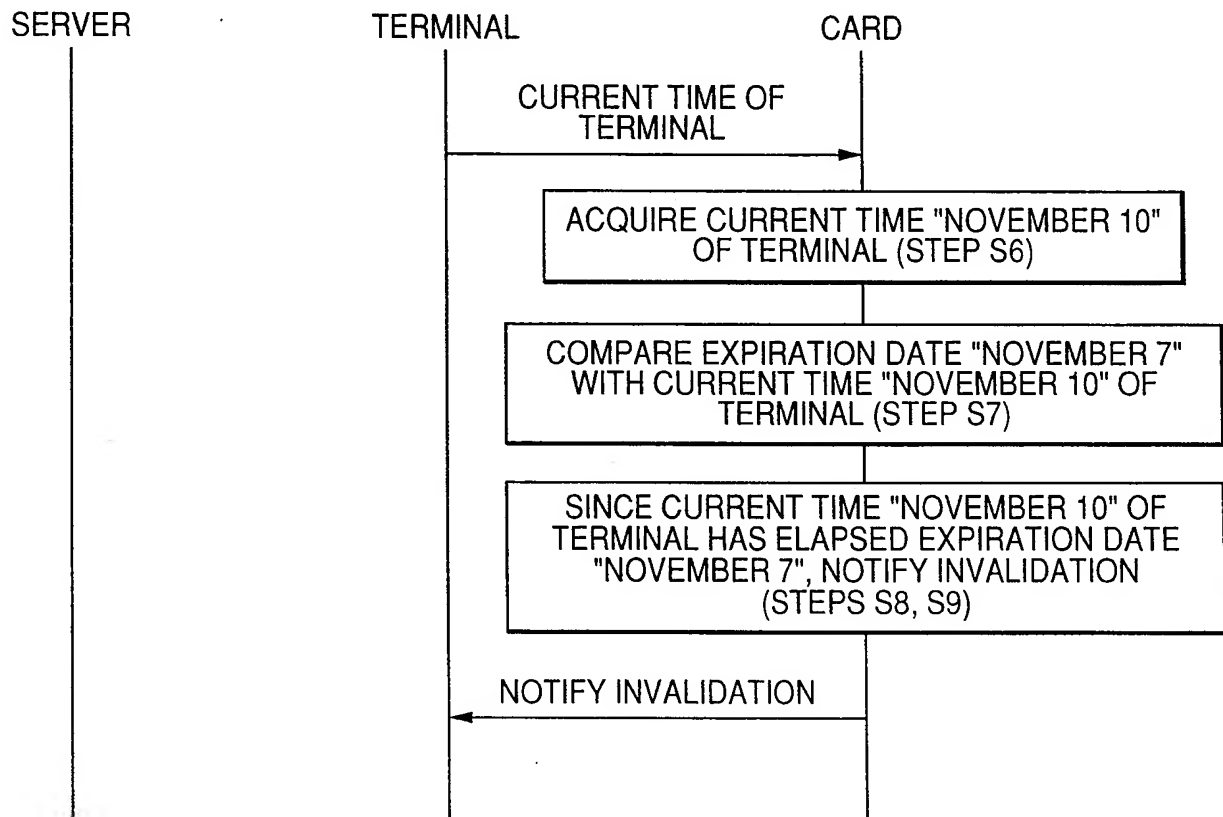 SERVER
TERMINAL
CARD
CURRENT TIME OF
TERMINAL
ACQUIRE CURRENT TIME "NOVEMBER 10"
OF TERMINAL (STEP S6)
COMPARE EXPIRATION DATE "NOVEMBER 7"
WITH CURRENT TIME "NOVEMBER 10" OF
TERMINAL (STEP S7)
SINCE CURRENT TIME "NOVEMBER 10" OF
TERMINAL HAS ELAPSED EXPIRATION DATE
"NOVEMBER 7", NOTIFY INVALIDATION
(STEPS S8, S9)
NOTIFY INVALIDATION